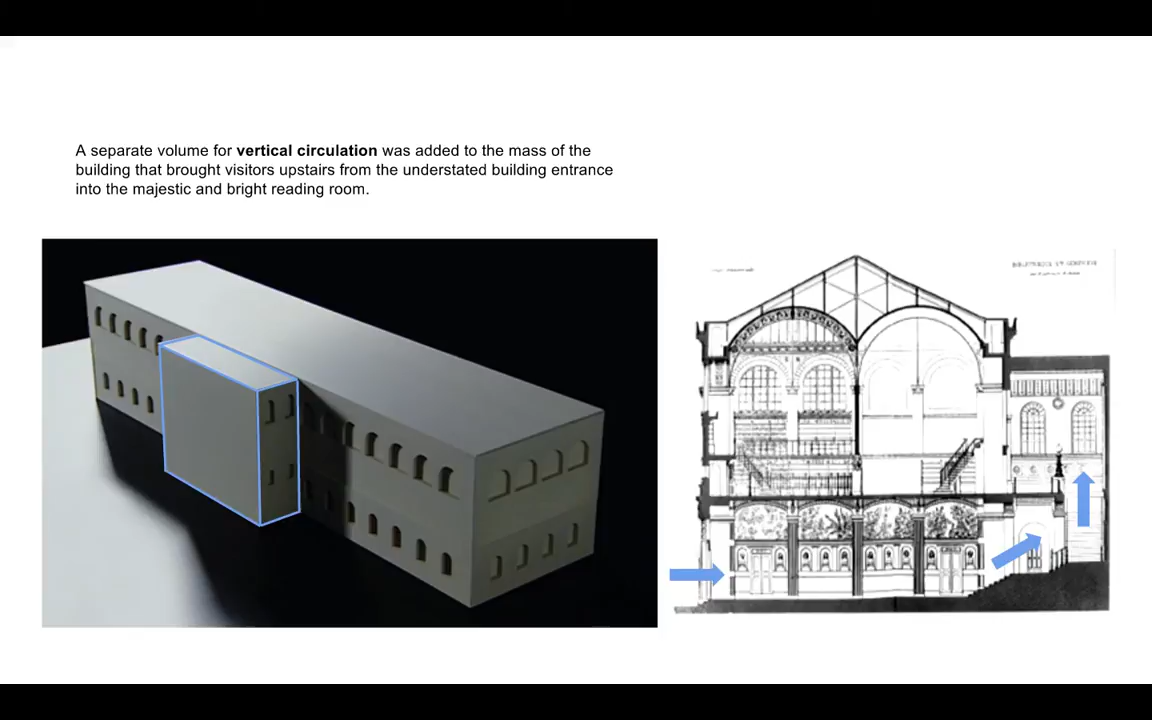 A separate volume for vertical circulation was added to the mass of the
building that brought visitors upstairs from the understated building entrance
into the majestic and bright reading room.